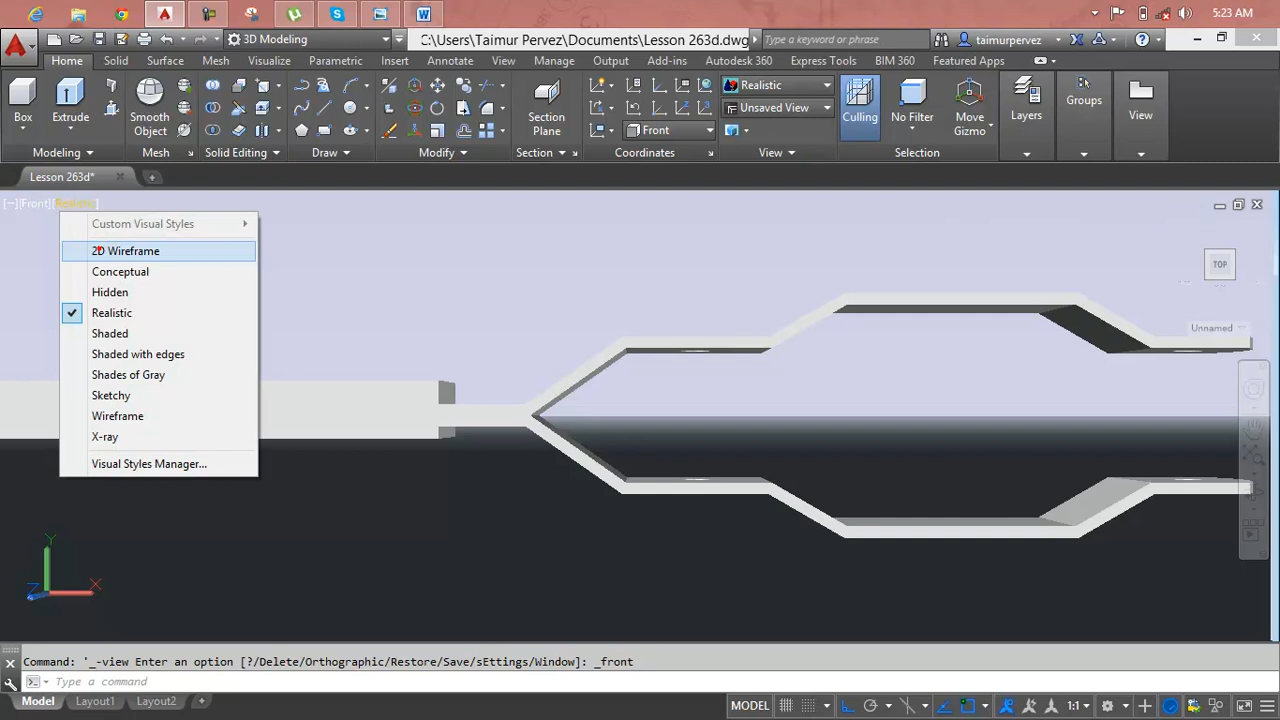 5:23 AM
3D Modeling
C:\Users\Taimur Pervez\Documents\Lesson 263d.dwg
Type a keyword or phrase
taimurpervez
Home Solid Surface Mesh Visualize Parametric Insert Annotate View Manage Output Add-ins Autodesk 360 Express Tools BIM 360 Featured Apps
Box
Extrude
Smooth
Object
Section
Plane
Realistic
Unsaved View
Front
Culling
No Filter
Move
Gizmo
Layers
Groups
View
Modeling Mesh Solid Editing Draw Modify Section Coordinates View Selection
Lesson 263d*
[−][Front][Realistic]
Custom Visual Styles
2D Wireframe
Conceptual
Hidden
Realistic
Shaded
Shaded with edges
Shades of Gray
Sketchy
Wireframe
X-ray
Visual Styles Manager...
TOP
Unnamed
Y
Z
X
Command: '_-view Enter an option [?/Delete/Orthographic/Restore/Save/sEttings/Window]: _front
Type a command
Model Layout1 Layout2
MODEL
1:1